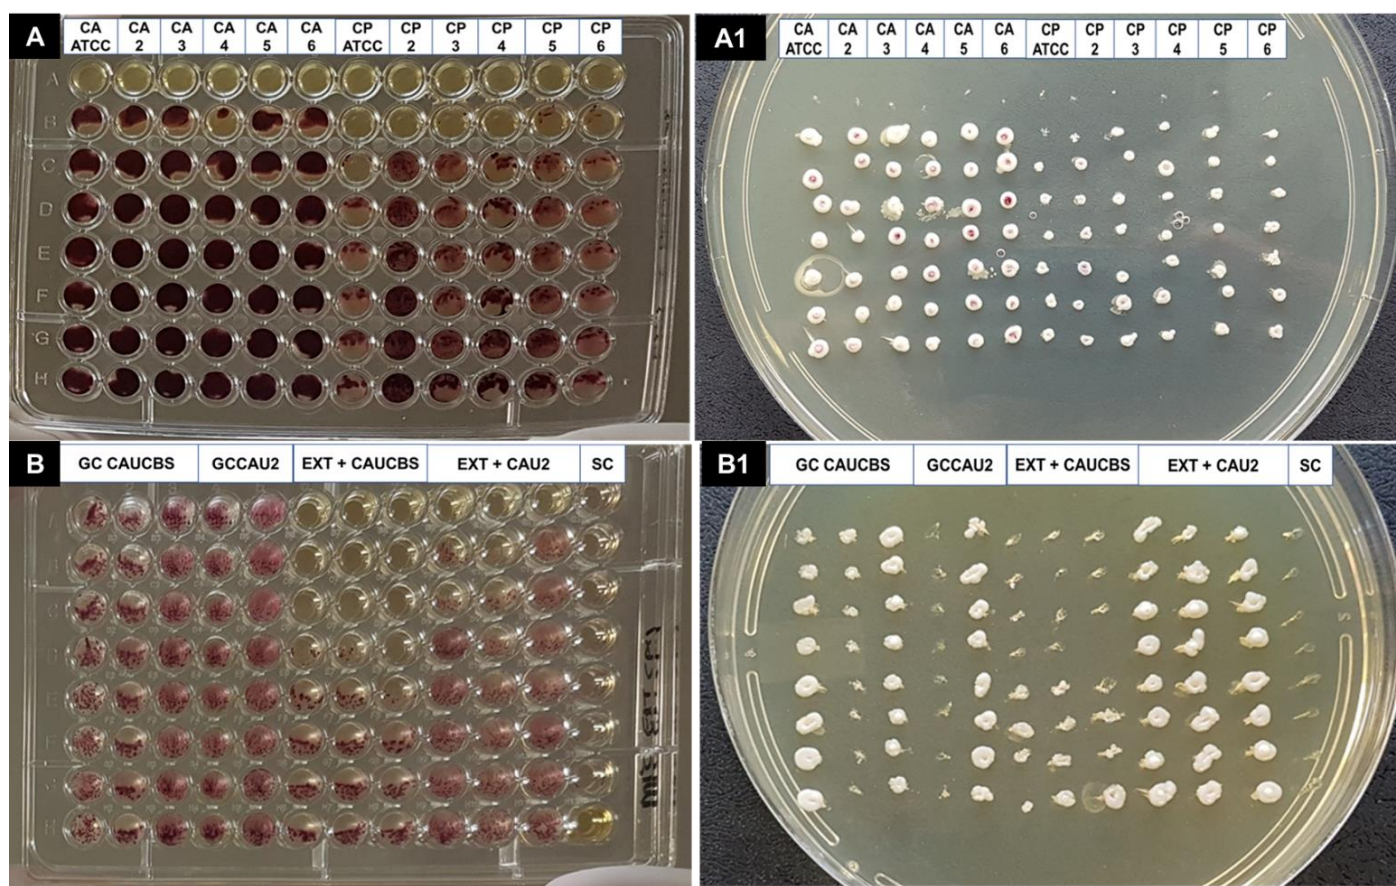 A
CA ATCC
CA 2
CA 3
CA 4
CA 5
CA 6
CP ATCC
CP 2
CP 3
CP 4
CP 5
CP 6
A
B
C
D
E
F
G
H
A1
CA ATCC
CA 2
CA 3
CA 4
CA 5
CA 6
CP ATCC
CP 2
CP 3
CP 4
CP 5
CP 6
B
GC CAUCBS
GCCAU2
EXT + CAUCBS
EXT + CAU2
SC
B1
GC CAUCBS
GCCAU2
EXT + CAUCBS
EXT + CAU2
SC